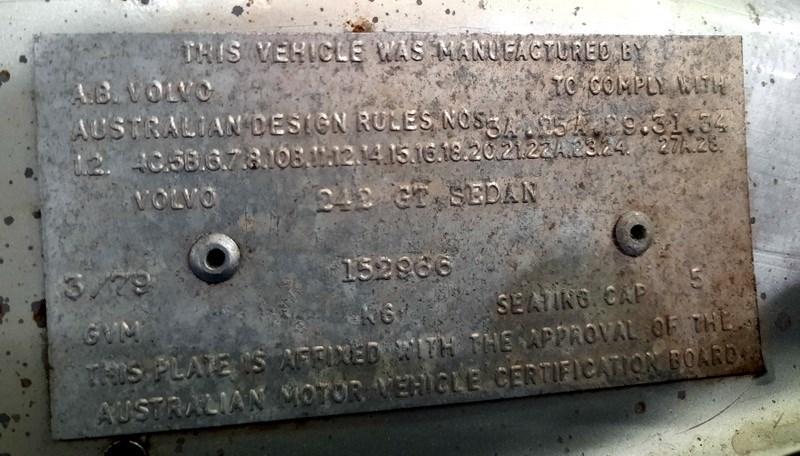 THIS VEHICLE WAS MANUFACTURED BY
A.B. VOLVO TO COMPLY WITH
AUSTRALIAN DESIGN RULES NOS 3A.25A.29.31.34
1.2. 4C.5B.6.7.8.10B.11.12.14.15.16.18.20.21.22A.23.24. 27A.28.
VOLVO 242 GT SEDAN
3/79 152966
GVM KG SEATING CAP 5
THIS PLATE IS AFFIXED WITH THE APPROVAL OF THE
AUSTRALIAN MOTOR VEHICLE CERTIFICATION BOARD.